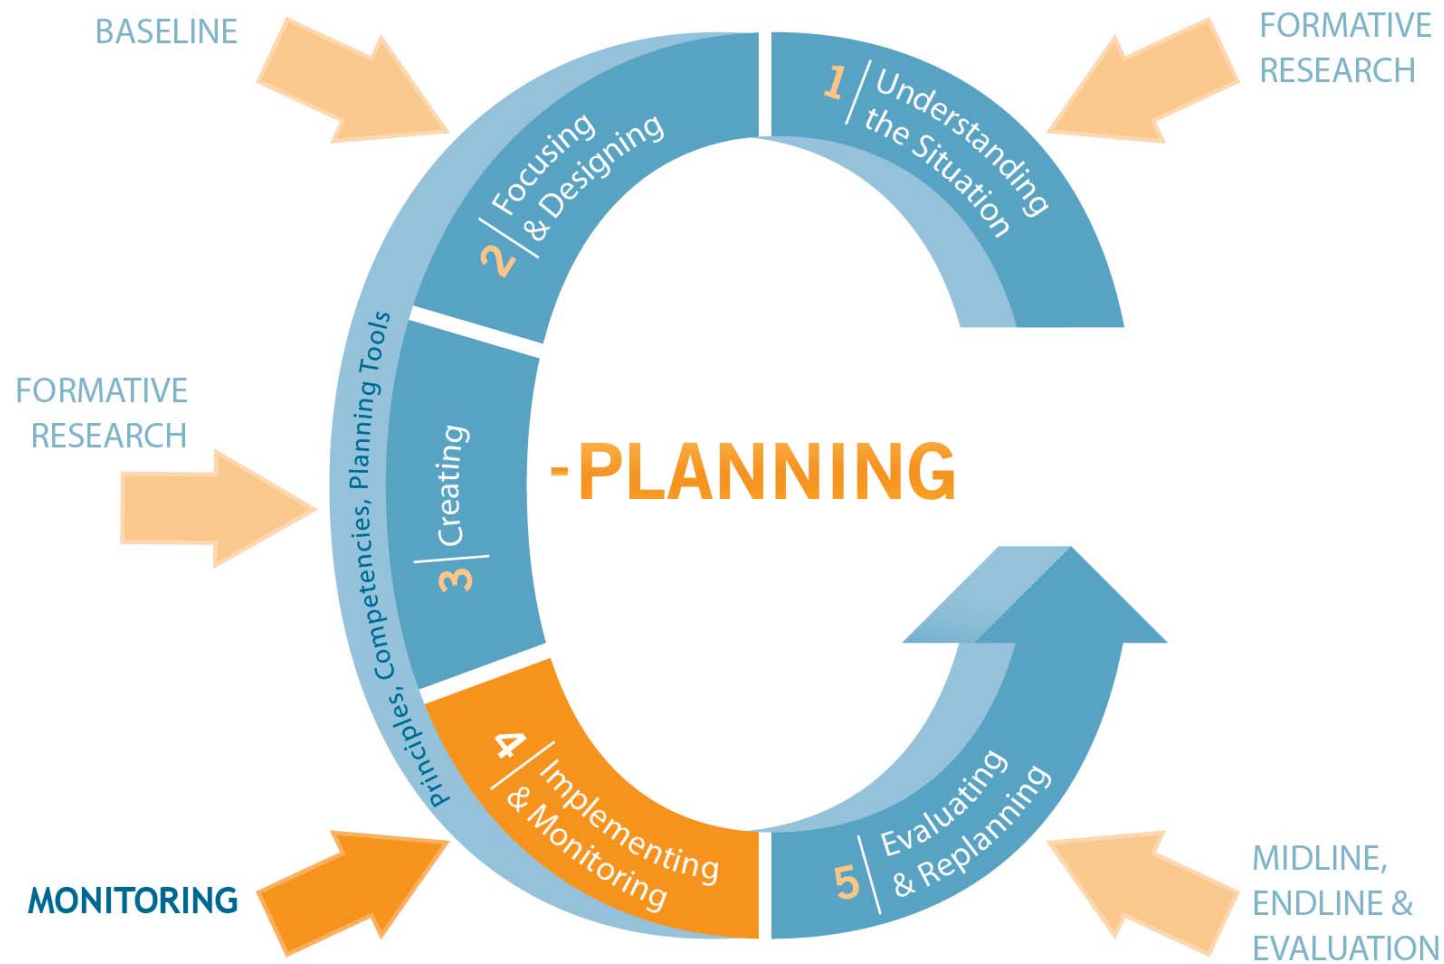 BASELINE
FORMATIVE
RESEARCH
1
Understanding
the Situation
2
Focusing
& Designing
FORMATIVE
RESEARCH
Principles, Competencies, Planning Tools
3
Creating
-PLANNING
4
Implementing
& Monitoring
MONITORING
5
Evaluating
& Replanning
MIDLINE,
ENDLINE &
EVALUATION